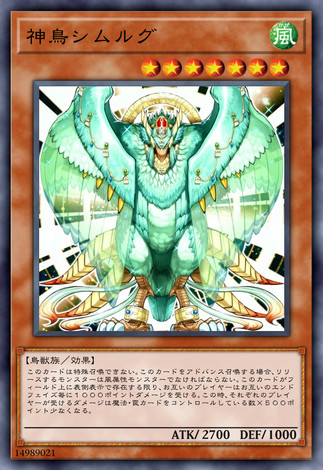 神鳥シムルグ
風
【鳥獣族／効果】
このカードは特殊召喚できない。このカードをアドバンス召喚する場合、リリ
ースするモンスターは風属性モンスターでなければならない。このカードがフ
ィールド上に表側表示で存在する限り、お互いのプレイヤーはお互いのエンド
フェイズ毎に１０００ポイントダメージを受ける。この時、それぞれのプレイ
ヤーが受けるダメージは魔法・罠カードをコントロールしている数×５００ポ
イント少なくなる。
ATK/ 2700 DEF/1000
14989021